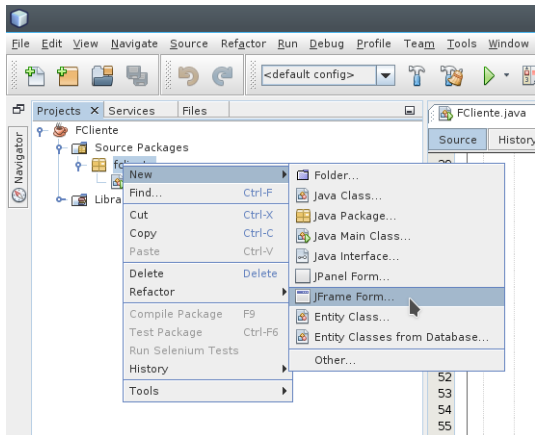 File Edit View Navigate Source Refactor Run Debug Profile Team Tools Window
<default config>
Projects X Services Files
FCliente.java
FCliente
Source History
Source Packages
Navigator
New
Folder...
Find... Ctrl-F
Java Class...
Libra
Cut Ctrl-X
Java Package...
Copy Ctrl-C
Java Main Class...
Paste Ctrl-V
Java Interface...
Delete Delete
JPanel Form...
Refactor
JFrame Form...
Compile Package F9
Entity Class...
Test Package Ctrl-F6
Entity Classes from Database...
Run Selenium Tests
Other...
History
52
Tools
53
54
55